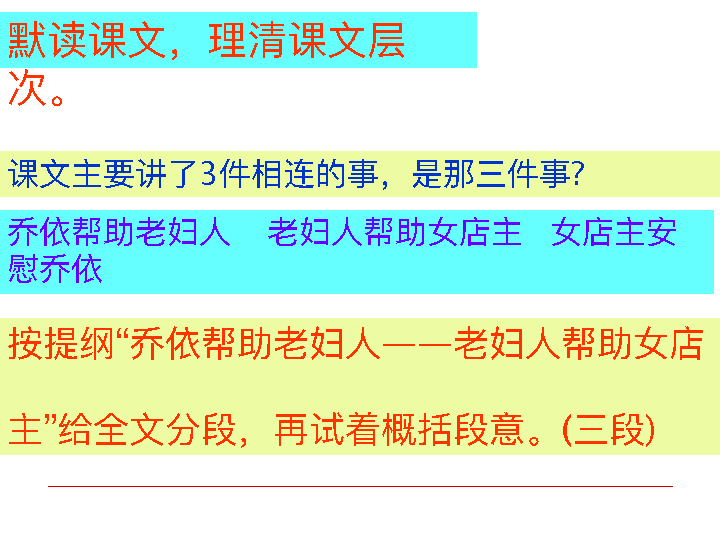 默读课文，理清课文层
次。
课文主要讲了3件相连的事，是那三件事?
乔依帮助老妇人 老妇人帮助女店主 女店主安
慰乔依
按提纲“乔依帮助老妇人——老妇人帮助女店
主”给全文分段，再试着概括段意。(三段)